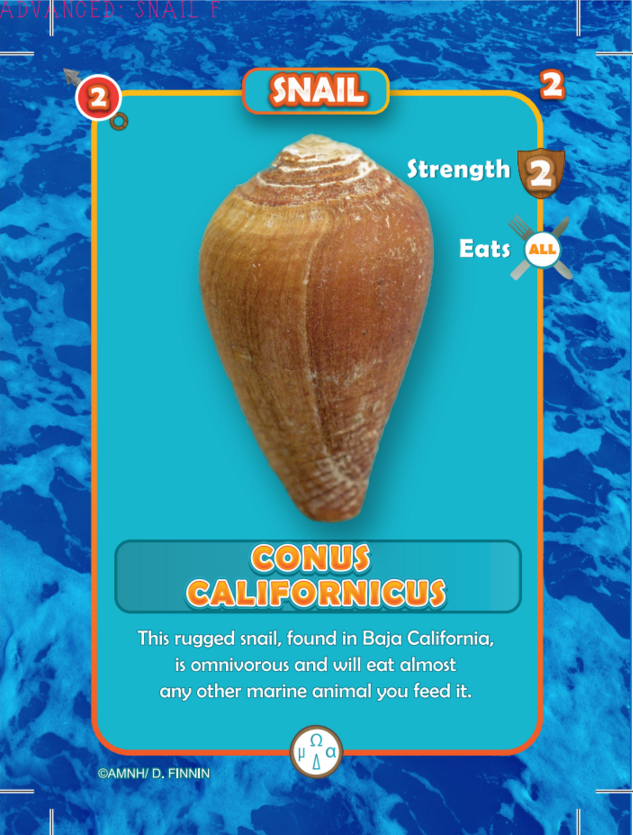 ADVANCED: SNAIL F
2
SNAIL
2
Strength 2
Eats ALL
CONUS
CALIFORNICUS
This rugged snail, found in Baja California,
is omnivorous and will eat almost
any other marine animal you feed it.
Ω
μ α
Δ
©AMNH/ D. FINNIN